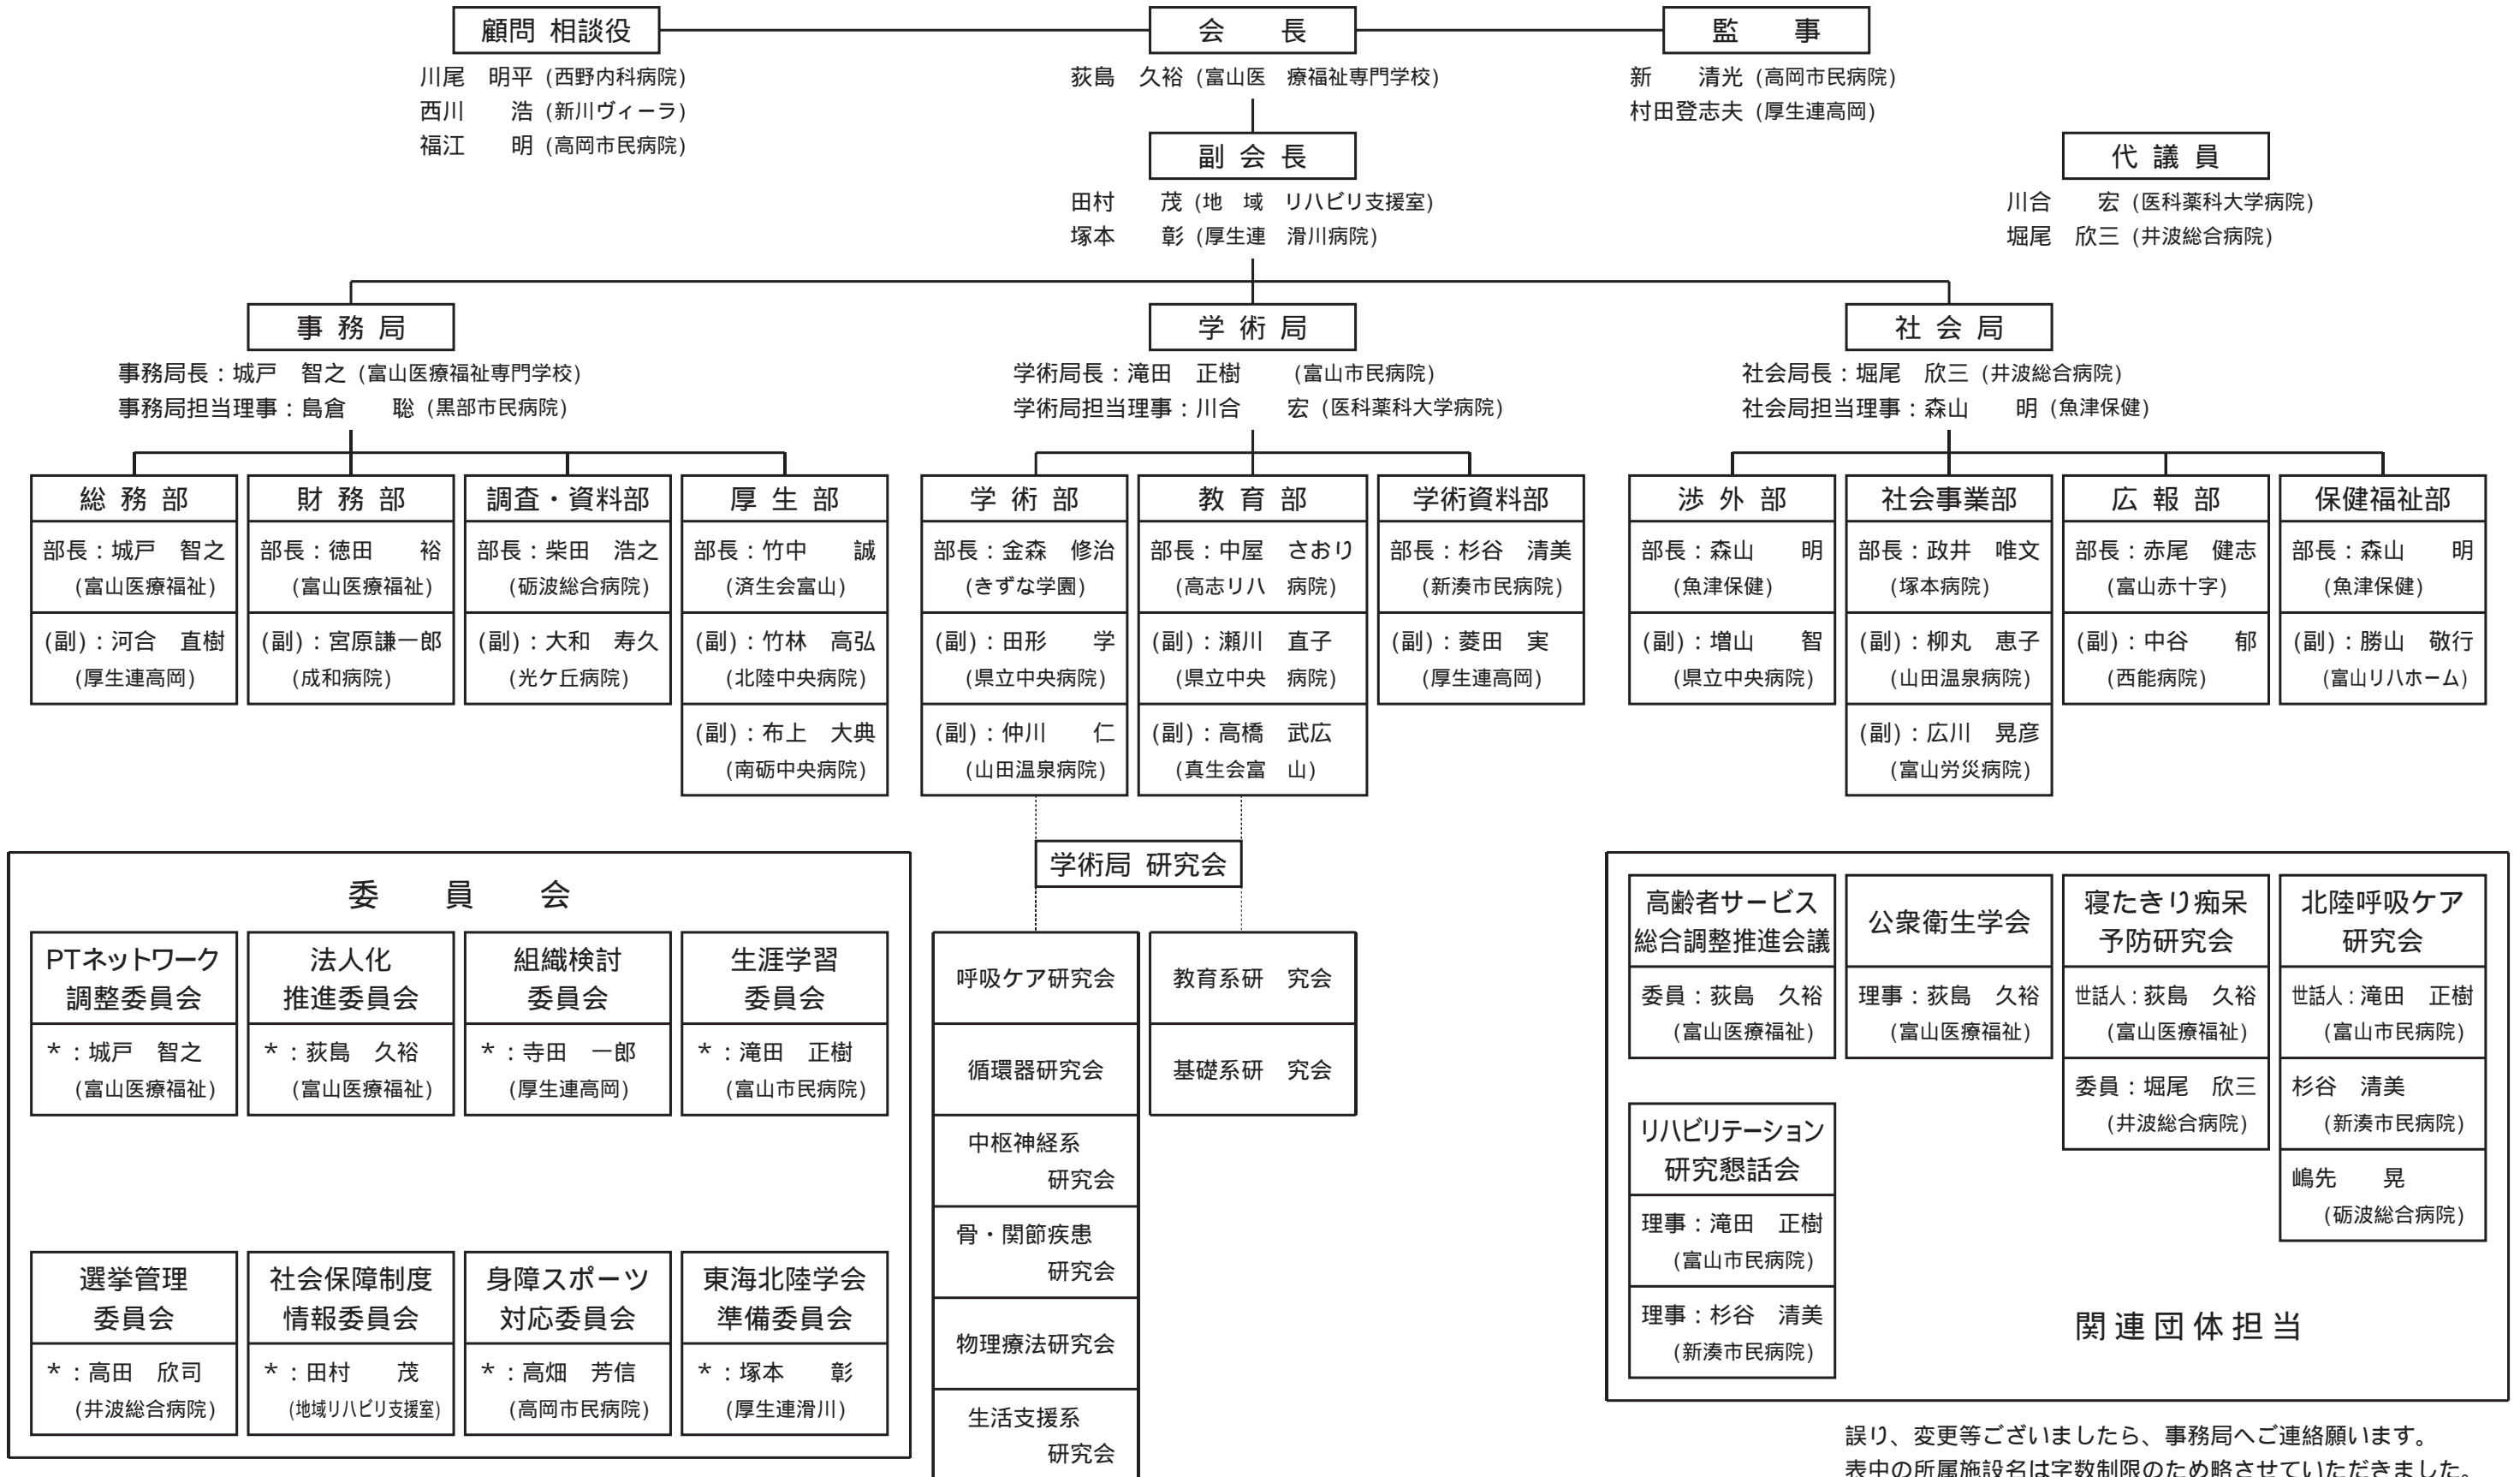 顧問 相談役
川尾 明平 (西野内科病院)
西川 浩 (新川ヴィーラ)
福江 明 (高岡市民病院)
会 長
荻島 久裕 (富山医 療福祉専門学校)
監 事
新 清光 (高岡市民病院)
村田登志夫 (厚生連高岡)
副 会 長
田村 茂 (地 域 リハビリ支援室)
塚本 彰 (厚生連 滑川病院)
代 議 員
川合 宏 (医科薬科大学病院)
堀尾 欣三 (井波総合病院)
事 務 局
事務局長：城戸 智之 (富山医療福祉専門学校)
事務局担当理事：島倉 聡 (黒部市民病院)
学 術 局
学術局長：滝田 正樹 (富山市民病院)
学術局担当理事：川合 宏 (医科薬科大学病院)
社 会 局
社会局長：堀尾 欣三 (井波総合病院)
社会局担当理事：森山 明 (魚津保健)
総 務 部
部長：城戸 智之
(富山医療福祉)
(副)：河合 直樹
(厚生連高岡)
財 務 部
部長：徳田 裕
(富山医療福祉)
(副)：宮原謙一郎
(成和病院)
調査・資料部
部長：柴田 浩之
(砺波総合病院)
(副)：大和 寿久
(光ケ丘病院)
厚 生 部
部長：竹中 誠
(済生会富山)
(副)：竹林 高弘
(北陸中央病院)
(副)：布上 大典
(南砺中央病院)
学 術 部
部長：金森 修治
(きずな学園)
(副)：田形 学
(県立中央病院)
(副)：仲川 仁
(山田温泉病院)
教 育 部
部長：中屋 さおり
(高志リハ 病院)
(副)：瀬川 直子
(県立中央 病院)
(副)：高橋 武広
(真生会富 山)
学術資料部
部長：杉谷 清美
(新湊市民病院)
(副)：菱田 実
(厚生連高岡)
渉 外 部
部長：森山 明
(魚津保健)
(副)：増山 智
(県立中央病院)
社会事業部
部長：政井 唯文
(塚本病院)
(副)：柳丸 恵子
(山田温泉病院)
(副)：広川 晃彦
(富山労災病院)
広 報 部
部長：赤尾 健志
(富山赤十字)
(副)：中谷 郁
(西能病院)
保健福祉部
部長：森山 明
(魚津保健)
(副)：勝山 敬行
(富山リハホーム)
委 員 会
PTネットワーク
調整委員会
*：城戸 智之
(富山医療福祉)
法人化
推進委員会
*：荻島 久裕
(富山医療福祉)
組織検討
委員会
*：寺田 一郎
(厚生連高岡)
生涯学習
委員会
*：滝田 正樹
(富山市民病院)
選挙管理
委員会
*：高田 欣司
(井波総合病院)
社会保障制度
情報委員会
*：田村 茂
(地域リハビリ支援室)
身障スポーツ
対応委員会
*：高畑 芳信
(高岡市民病院)
東海北陸学会
準備委員会
*：塚本 彰
(厚生連滑川)
学術局 研究会
呼吸ケア研究会
循環器研究会
中枢神経系
研究会
骨・関節疾患
研究会
物理療法研究会
生活支援系
研究会
教育系研 究会
基礎系研 究会
高齢者サービス
総合調整推進会議
委員：荻島 久裕
(富山医療福祉)
公衆衛生学会
理事：荻島 久裕
(富山医療福祉)
寝たきり痴呆
予防研究会
世話人：荻島 久裕
(富山医療福祉)
委員：堀尾 欣三
(井波総合病院)
北陸呼吸ケア
研究会
世話人：滝田 正樹
(富山市民病院)
杉谷 清美
(新湊市民病院)
嶋先 晃
(砺波総合病院)
リハビリテーション
研究懇話会
理事：滝田 正樹
(富山市民病院)
理事：杉谷 清美
(新湊市民病院)
関連団体担当
誤り、変更等ございましたら、事務局へご連絡願います。
表中の所属施設名は字数制限のため略させていただきました。